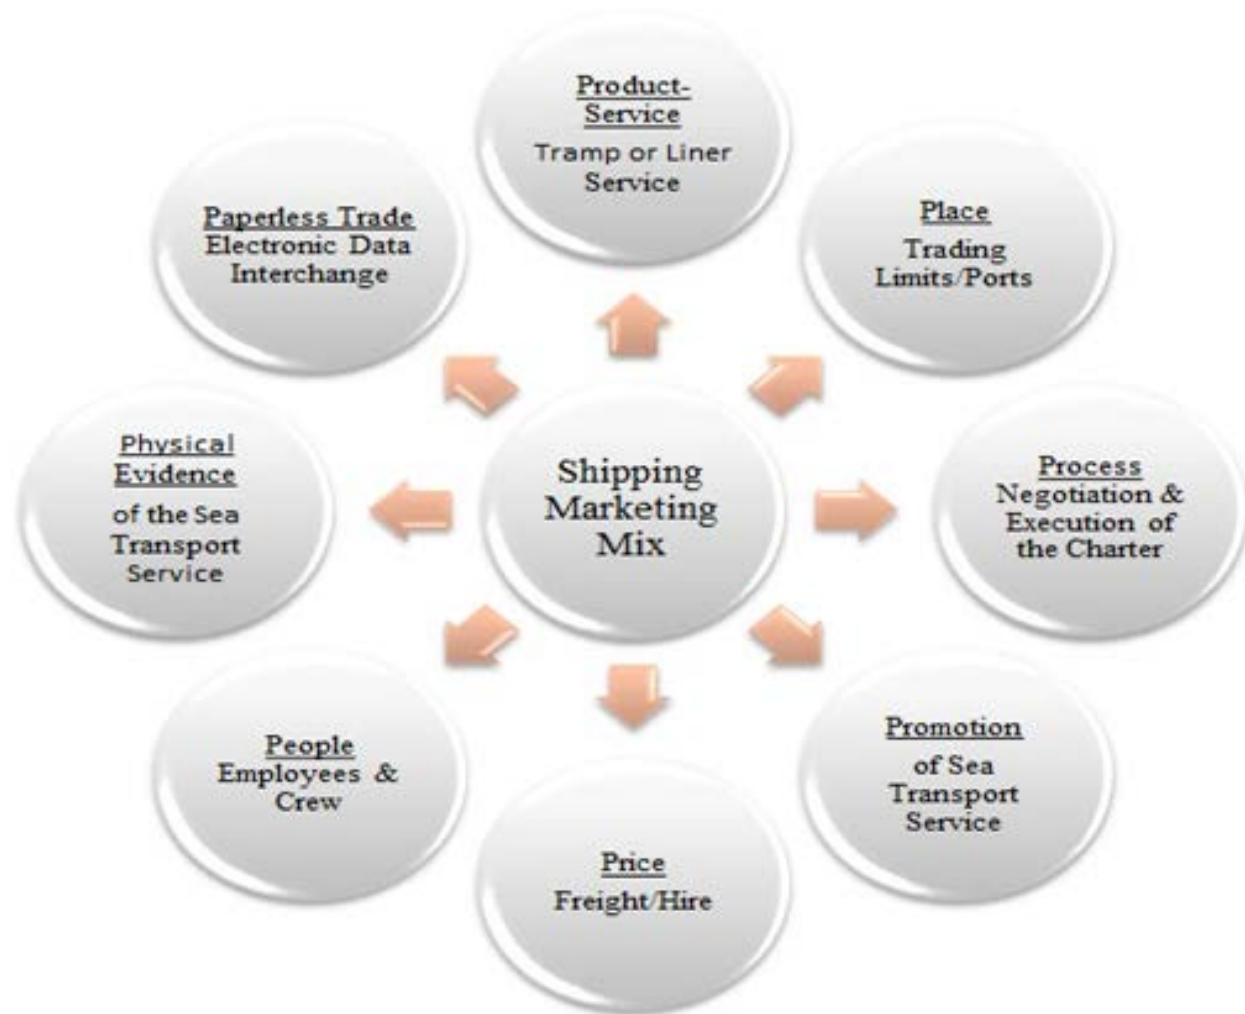 Product-
Service
Tramp or Liner
Service
Place
Trading
Limits/Ports
Process
Negotiation &
Execution of
the Charter
Promotion
of Sea
Transport
Service
Price
Freight/Hire
People
Employees &
Crew
Physical
Evidence
of the Sea
Transport
Service
Paperless Trade
Electronic Data
Interchange
Shipping
Marketing
Mix